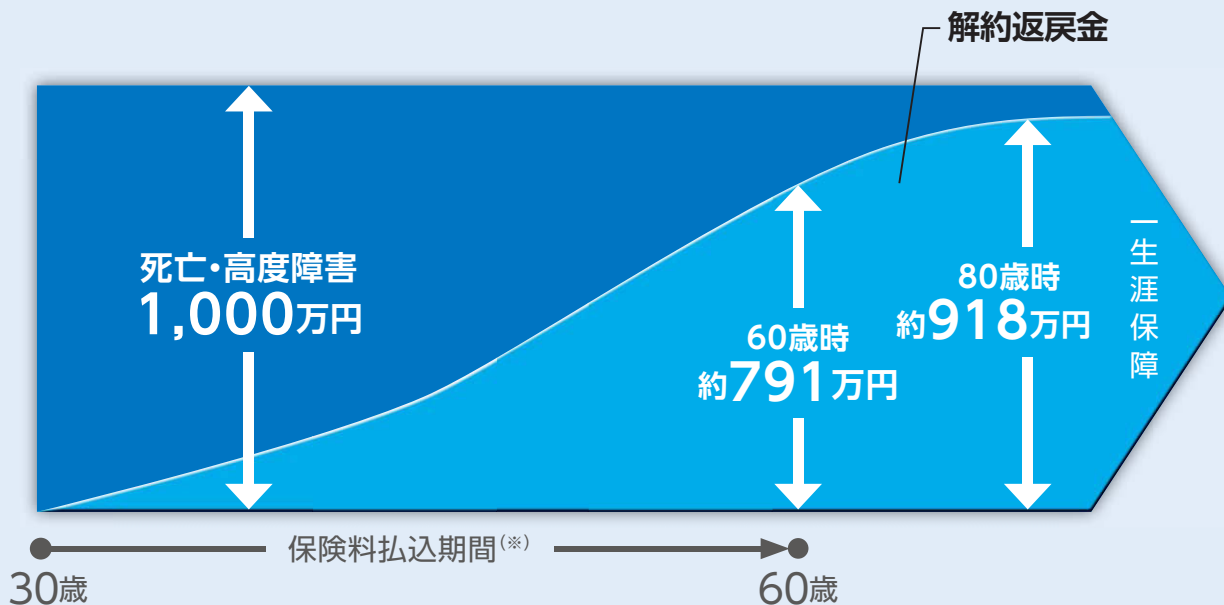 解約返戻金
死亡・高度障害
1,000万円
60歳時
約791万円
80歳時
約918万円
一生涯保障
保険料払込期間(※)
30歳
60歳